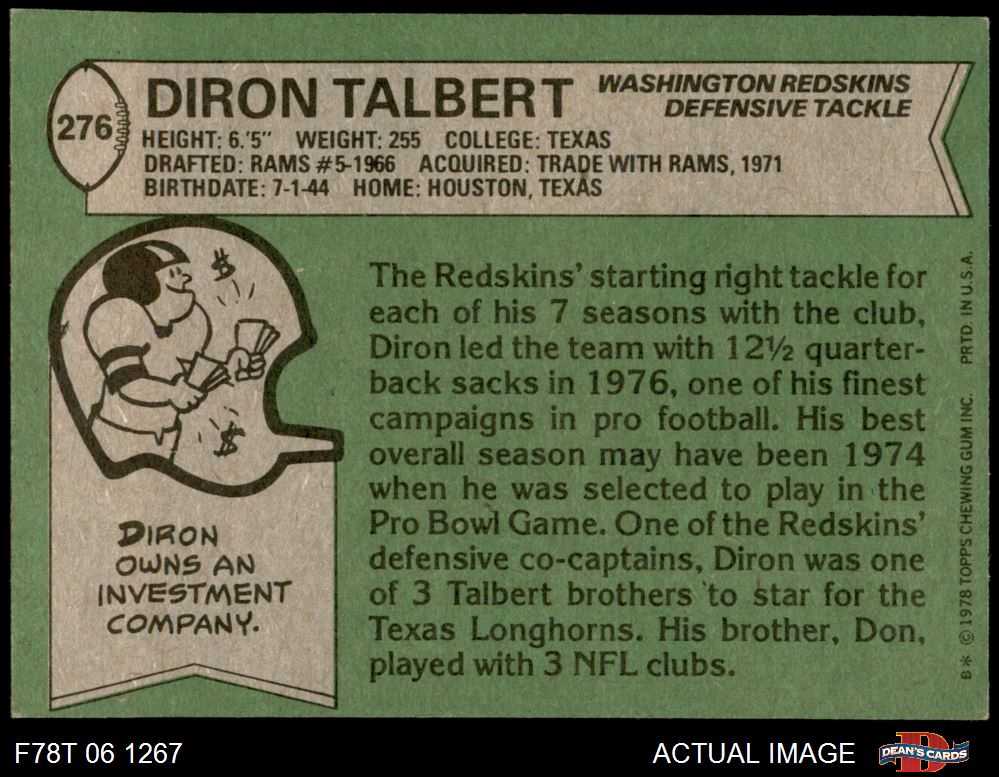 276
DIRON TALBERT
WASHINGTON REDSKINS
DEFENSIVE TACKLE
HEIGHT: 6.'5" WEIGHT: 255 COLLEGE: TEXAS
DRAFTED: RAMS #5-1966 ACQUIRED: TRADE WITH RAMS, 1971
BIRTHDATE: 7-1-44 HOME: HOUSTON, TEXAS
$
$
DIRON
OWNS AN
INVESTMENT
COMPANY.
The Redskins' starting right tackle for
each of his 7 seasons with the club,
Diron led the team with 12½ quarter-
back sacks in 1976, one of his finest
campaigns in pro football. His best
overall season may have been 1974
when he was selected to play in the
Pro Bowl Game. One of the Redskins'
defensive co-captains, Diron was one
of 3 Talbert brothers to star for the
Texas Longhorns. His brother, Don,
played with 3 NFL clubs.
B* © 1978 TOPPS CHEWING GUM INC. PRTD. IN U.S.A.
F78T 06 1267
ACTUAL IMAGE
D
DEAN'S CARDS